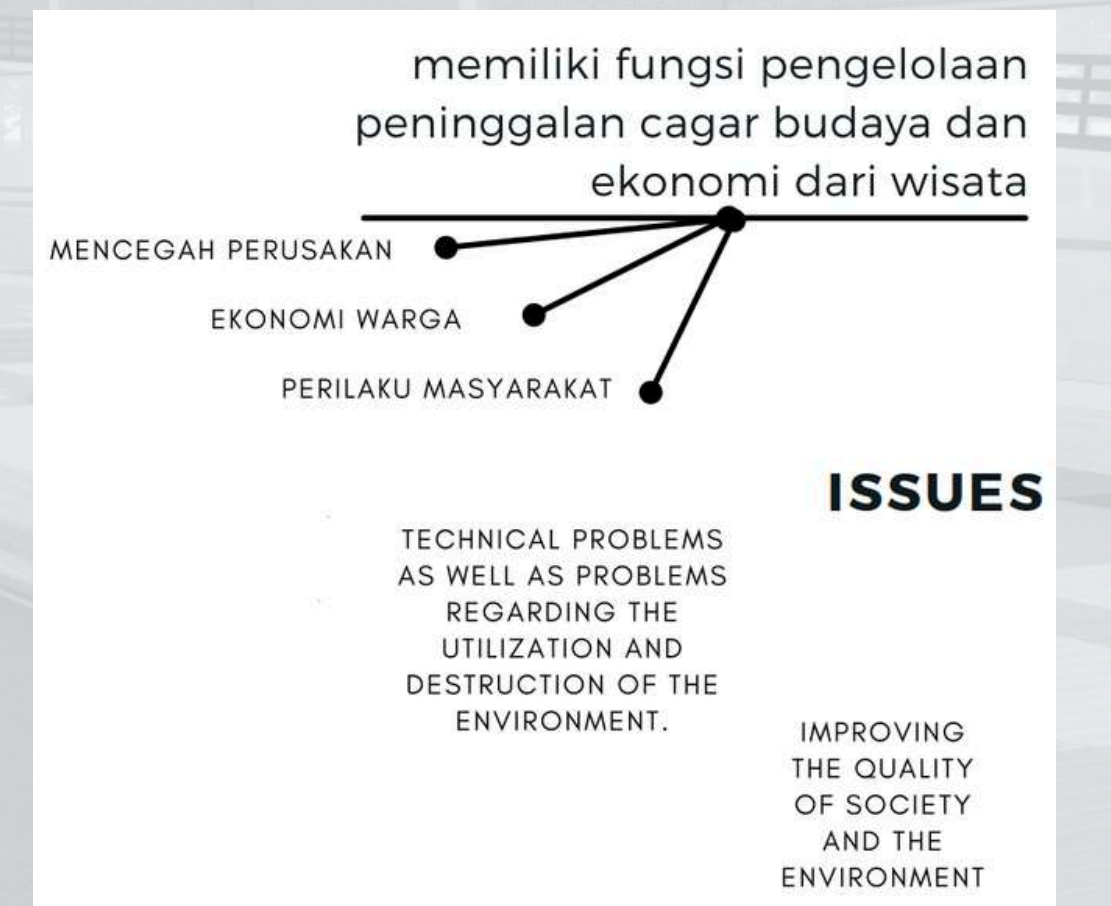 memiliki fungsi pengelolaan
peninggalan cagar budaya dan
ekonomi dari wisata
MENCEGAH PERUSAKAN
EKONOMI WARGA
PERILAKU MASYARAKAT
ISSUES
TECHNICAL PROBLEMS
AS WELL AS PROBLEMS
REGARDING THE
UTILIZATION AND
DESTRUCTION OF THE
ENVIRONMENT.
IMPROVING
THE QUALITY
OF SOCIETY
AND THE
ENVIRONMENT